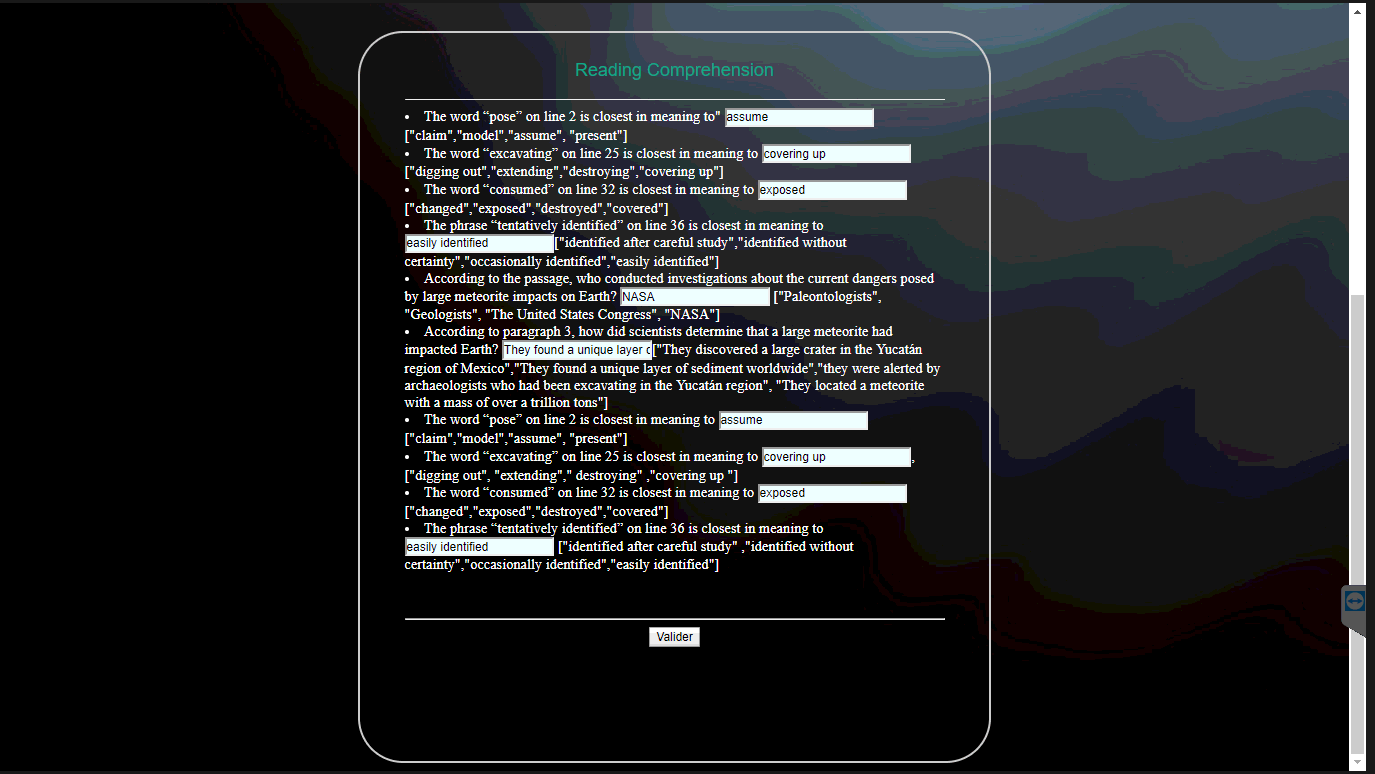 Reading Comprehension
• The word “pose” on line 2 is closest in meaning to" assume
["claim","model","assume", "present"]
• The word “excavating” on line 25 is closest in meaning to covering up
["digging out","extending","destroying","covering up"]
• The word “consumed” on line 32 is closest in meaning to exposed
["changed","exposed","destroyed","covered"]
• The phrase “tentatively identified” on line 36 is closest in meaning to
easily identified ["identified after careful study","identified without
certainty","occasionally identified","easily identified"]
• According to the passage, who conducted investigations about the current dangers posed
by large meteorite impacts on Earth? NASA ["Paleontologists",
"Geologists", "The United States Congress", "NASA"]
• According to paragraph 3, how did scientists determine that a large meteorite had
impacted Earth? They found a unique layer ["They discovered a large crater in the Yucatán
region of Mexico","They found a unique layer of sediment worldwide","they were alerted by
archaeologists who had been excavating in the Yucatán region", "They located a meteorite
with a mass of over a trillion tons"]
• The word “pose” on line 2 is closest in meaning to assume
["claim","model","assume", "present"]
• The word “excavating” on line 25 is closest in meaning to covering up ,
["digging out", "extending"," destroying" ,"covering up "]
• The word “consumed” on line 32 is closest in meaning to exposed
["changed","exposed","destroyed","covered"]
• The phrase “tentatively identified” on line 36 is closest in meaning to
easily identified ["identified after careful study" ,"identified without
certainty","occasionally identified","easily identified"]
Valider